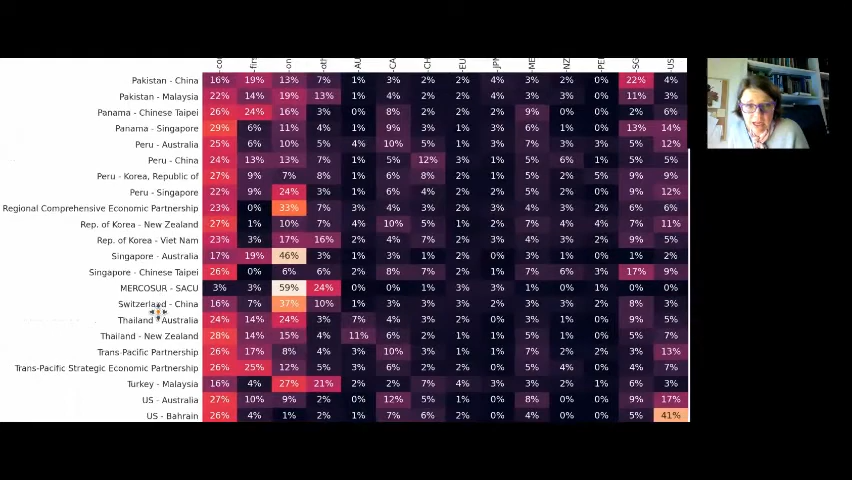 -co -fir -on -oth -AU -CA -CH -EU -JPN -ME -NZ -PE -SG -US
Pakistan - China 16% 19% 13% 7% 1% 3% 2% 2% 4% 3% 2% 0% 22% 4%
Pakistan - Malaysia 22% 14% 19% 13% 1% 4% 2% 2% 4% 3% 2% 0% 11% 3%
Panama - Chinese Taipei 26% 24% 16% 3% 0% 8% 2% 2% 2% 9% 0% 0% 2% 6%
Panama - Singapore 29% 6% 11% 4% 1% 9% 3% 1% 3% 6% 1% 0% 13% 14%
Peru - Australia 25% 6% 10% 5% 4% 10% 5% 1% 3% 7% 3% 3% 5% 12%
Peru - China 24% 13% 13% 7% 1% 5% 12% 3% 1% 5% 6% 1% 5% 5%
Peru - Korea, Republic of 27% 9% 7% 8% 1% 6% 8% 2% 1% 5% 2% 5% 9% 9%
Peru - Singapore 22% 9% 24% 3% 1% 6% 4% 2% 1% 5% 2% 0% 9% 12%
Regional Comprehensive Economic Partnership 23% 0% 33% 7% 3% 4% 3% 2% 3% 4% 3% 2% 6% 6%
Rep. of Korea - New Zealand 27% 1% 10% 7% 4% 10% 5% 1% 2% 7% 4% 4% 7% 11%
Rep. of Korea - Viet Nam 23% 3% 17% 16% 2% 4% 7% 2% 3% 4% 3% 2% 9% 5%
Singapore - Australia 17% 19% 46% 3% 1% 3% 1% 2% 0% 3% 1% 0% 1% 2%
Singapore - Chinese Taipei 26% 0% 6% 6% 2% 8% 7% 2% 1% 7% 6% 3% 17% 9%
MERCOSUR - SACU 3% 3% 59% 24% 0% 3% 3% 3% 1% 0% 1% 0% 0% 0%
Switzerland - China 16% 7% 37% 10% 1% 3% 2% 3% 3% 3% 3% 2% 8% 3%
Thailand - Australia 24% 14% 24% 3% 7% 4% 3% 1% 1% 3% 1% 0% 9% 5%
Thailand - New Zealand 28% 14% 15% 4% 11% 6% 2% 1% 1% 5% 1% 0% 5% 7%
Trans-Pacific Partnership 26% 17% 8% 4% 3% 10% 3% 1% 1% 7% 2% 2% 3% 13%
Trans-Pacific Strategic Economic Partnership 26% 25% 12% 5% 3% 6% 2% 2% 0% 5% 4% 0% 4% 7%
Turkey - Malaysia 16% 4% 27% 21% 2% 2% 7% 4% 3% 3% 2% 1% 6% 3%
US - Australia 27% 10% 9% 2% 0% 12% 5% 1% 0% 8% 0% 0% 9% 17%
US - Bahrain 26% 4% 1% 2% 1% 7% 6% 2% 0% 4% 0% 0% 5% 41%